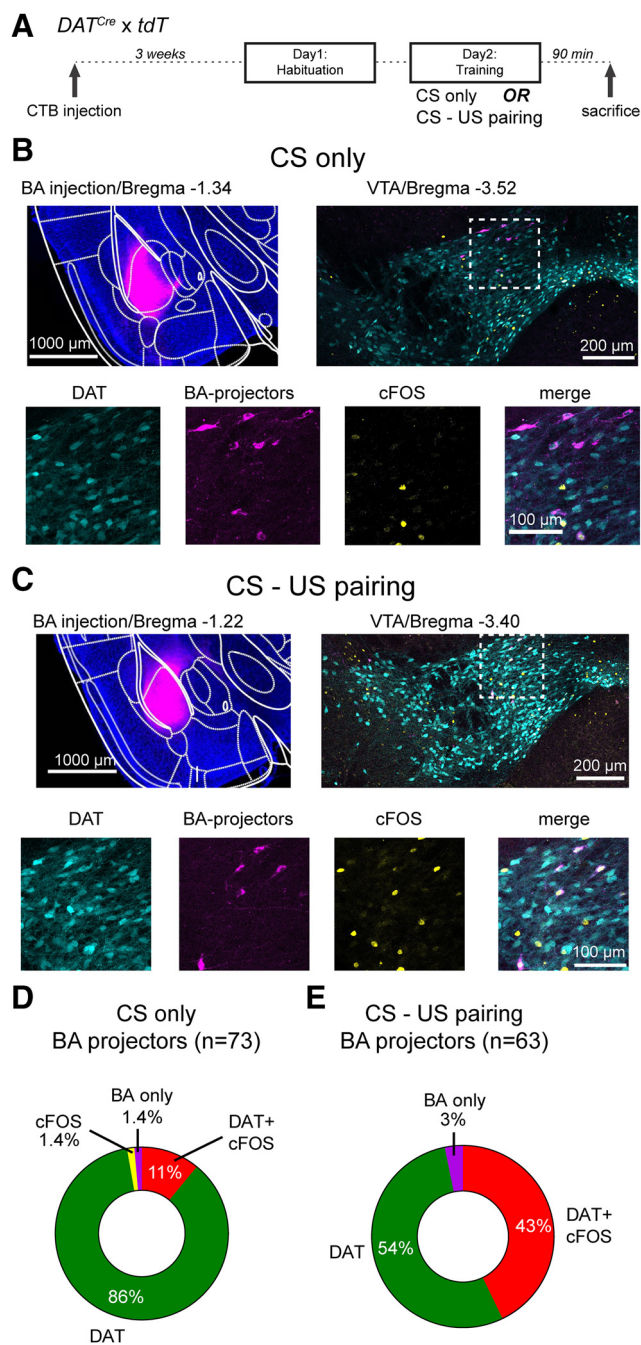 A DAT^Cre x tdT
3 weeks
Day1:
Habituation
Day2:
Training
90 min
CTB injection
CS only OR
CS - US pairing
sacrifice
B CS only
BA injection/Bregma -1.34 VTA/Bregma -3.52
1000 µm 200 µm
DAT BA-projectors cFOS merge
100 µm
C CS - US pairing
BA injection/Bregma -1.22 VTA/Bregma -3.40
1000 µm 200 µm
DAT BA-projectors cFOS merge
100 µm
D CS only
BA projectors (n=73)
cFOS
1.4%
BA only
1.4%
DAT+
cFOS
11%
86%
DAT
E CS - US pairing
BA projectors (n=63)
BA only
3%
43%
DAT+
cFOS
DAT
54%